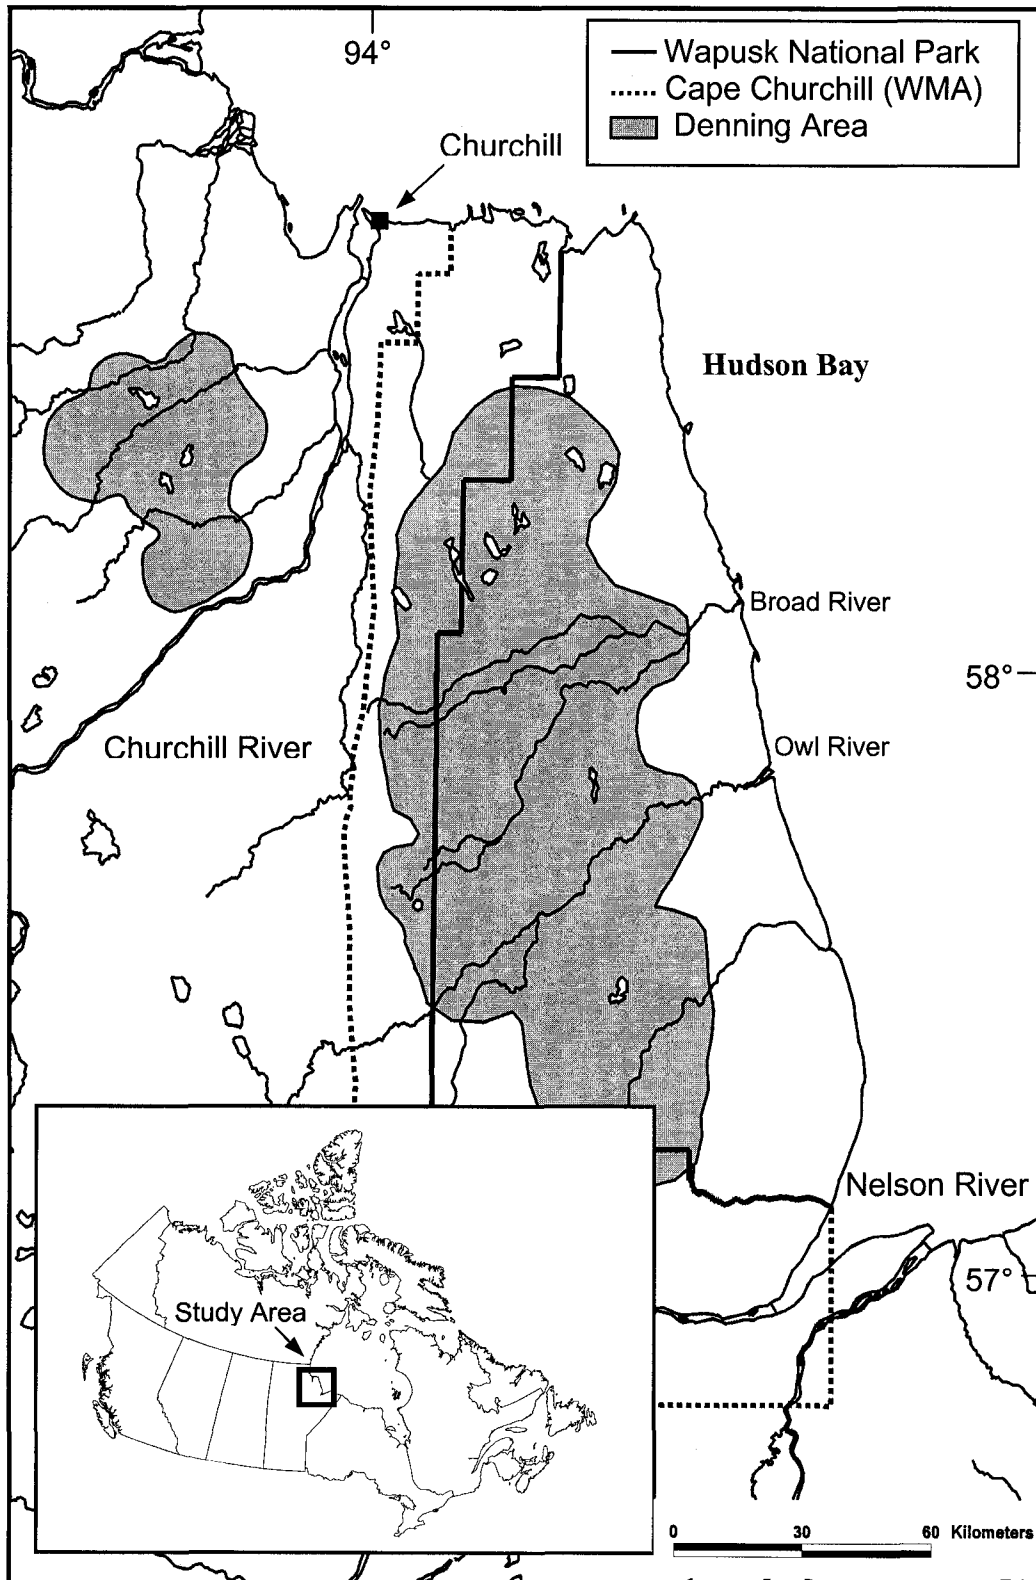 94°
Wapusk National Park
Cape Churchill (WMA)
Denning Area
Churchill
Hudson Bay
Broad River
58°
Churchill River
Owl River
Nelson River
57°
Study Area
0 30 60 Kilometers